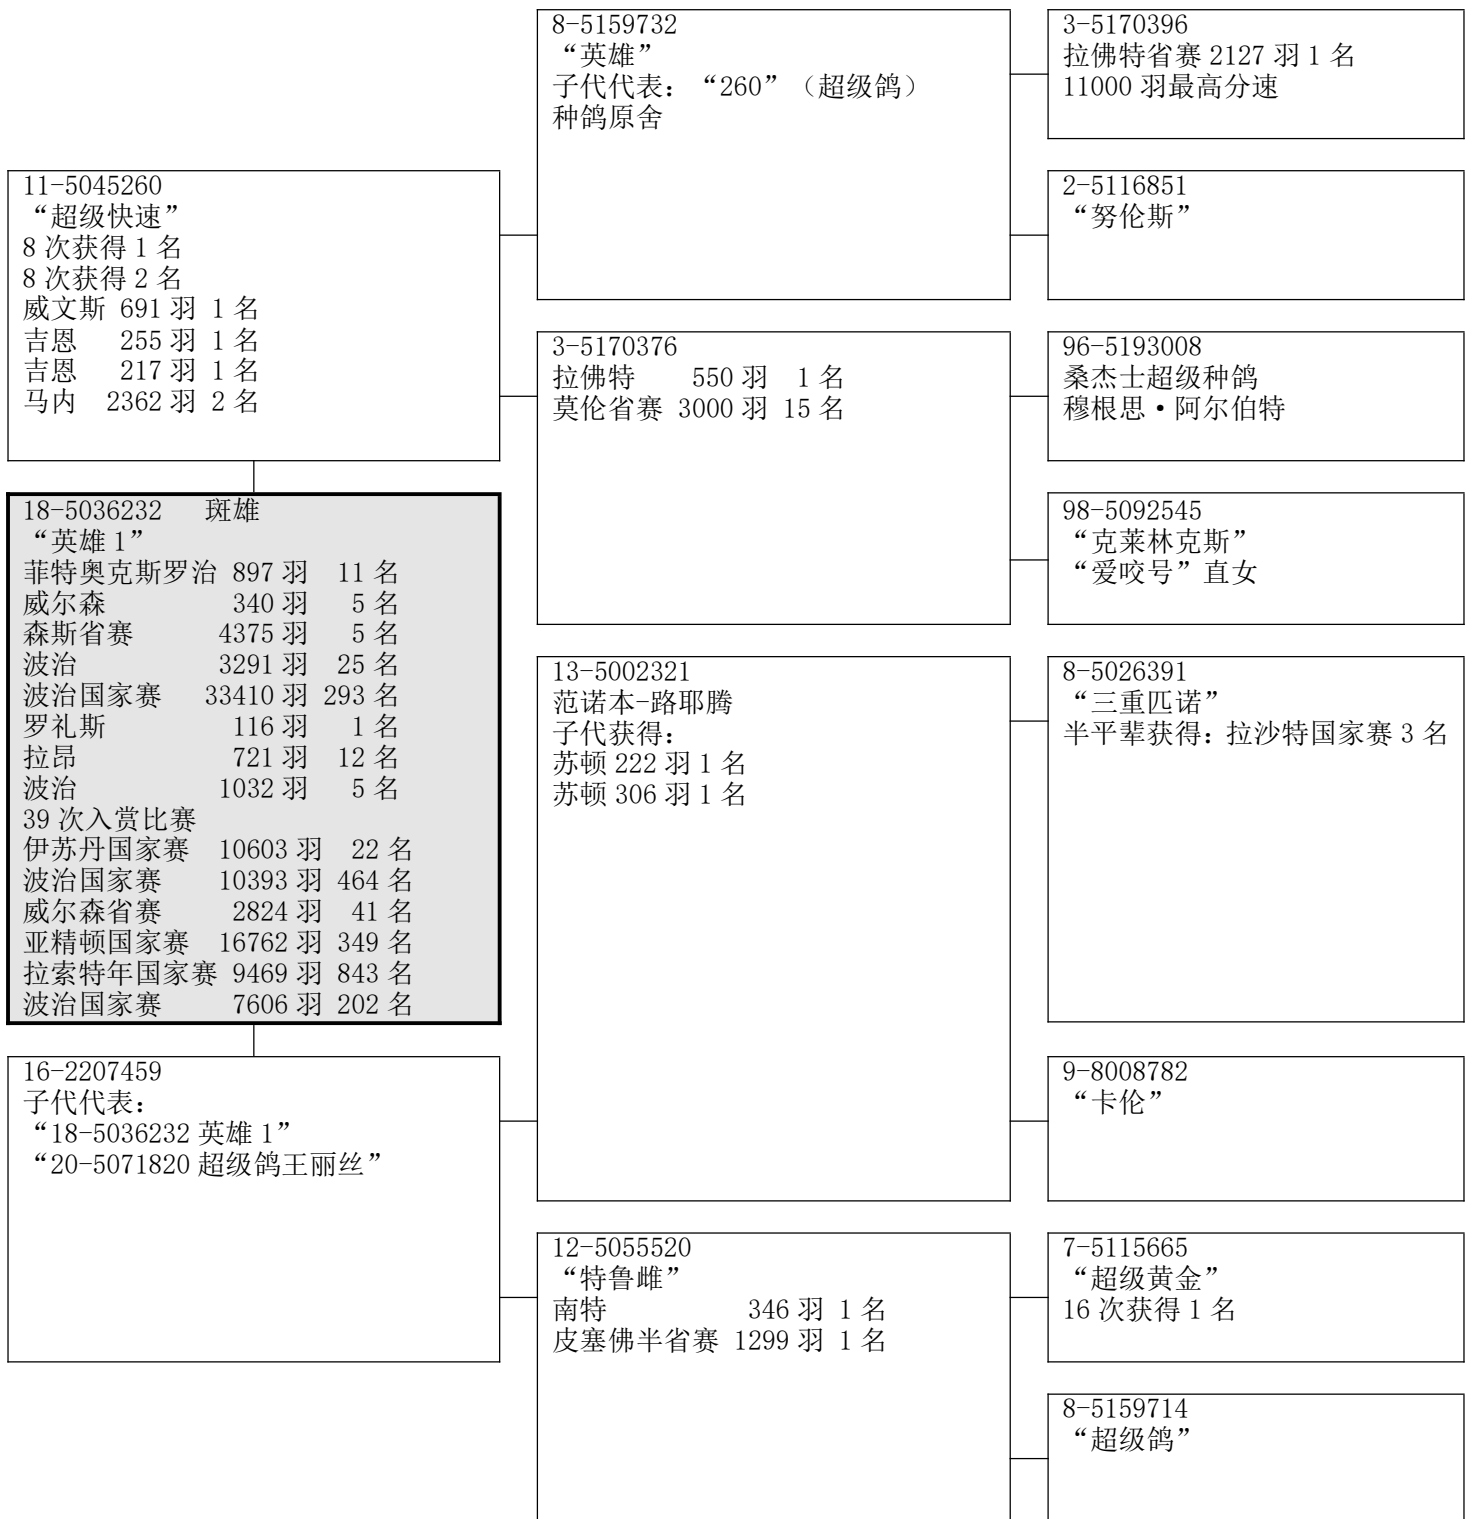 8-5159732
“英雄”
子代代表：“260”（超级鸽）
种鸽原舍
3-5170396
拉佛特省赛 2127 羽 1 名
11000 羽最高分速
11-5045260
“超级快速”
8 次获得 1 名
8 次获得 2 名
威文斯 691 羽 1 名
吉恩 255 羽 1 名
吉恩 217 羽 1 名
马内 2362 羽 2 名
2-5116851
“努伦斯”
3-5170376
拉佛特 550 羽 1 名
莫伦省赛 3000 羽 15 名
96-5193008
桑杰士超级种鸽
穆根思·阿尔伯特
18-5036232 斑雄
“英雄 1”
菲特奥克斯罗治 897 羽 11 名
威尔森 340 羽 5 名
森斯省赛 4375 羽 5 名
波治 3291 羽 25 名
波治国家赛 33410 羽 293 名
罗礼斯 116 羽 1 名
拉昂 721 羽 12 名
波治 1032 羽 5 名
39 次入赏比赛
伊苏丹国家赛 10603 羽 22 名
波治国家赛 10393 羽 464 名
威尔森省赛 2824 羽 41 名
亚精顿国家赛 16762 羽 349 名
拉索特年国家赛 9469 羽 843 名
波治国家赛 7606 羽 202 名
98-5092545
“克莱林克斯”
“爱咬号”直女
13-5002321
范诺本-路耶腾
子代获得：
苏顿 222 羽 1 名
苏顿 306 羽 1 名
8-5026391
“三重匹诺”
半平辈获得：拉沙特国家赛 3 名
16-2207459
子代代表：
“18-5036232 英雄 1”
“20-5071820 超级鸽王丽丝”
9-8008782
“卡伦”
12-5055520
“特鲁雌”
南特 346 羽 1 名
皮塞佛半省赛 1299 羽 1 名
7-5115665
“超级黄金”
16 次获得 1 名
8-5159714
“超级鸽”